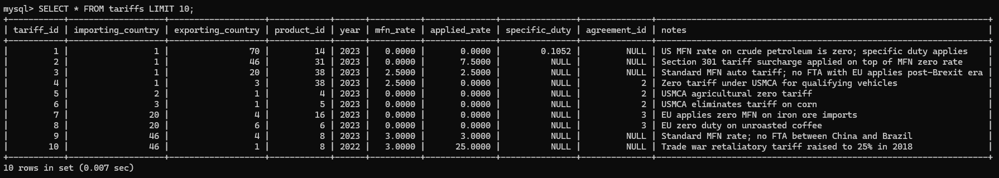 mysql> SELECT * FROM tariffs LIMIT 10;
+-----------+-------------------+-------------------+------------+------+----------+--------------+---------------+--------------+---------------------------------------------------------------+
| tariff_id | importing_country | exporting_country | product_id | year | mfn_rate | applied_rate | specific_duty | agreement_id | notes                                                         |
+-----------+-------------------+-------------------+------------+------+----------+--------------+---------------+--------------+---------------------------------------------------------------+
|         1 |                 1 |                70 |         14 | 2023 |   0.0000 |       0.0000 |        0.1052 |         NULL | US MFN rate on crude petroleum is zero; specific duty applies    |
|         2 |                 1 |                46 |         31 | 2023 |   0.0000 |       7.5000 |          NULL |         NULL | Section 301 tariff surcharge applied on top of MFN zero rate     |
|         3 |                 1 |                20 |         38 | 2023 |   2.5000 |       2.5000 |          NULL |         NULL | Standard MFN auto tariff; no FTA with EU applies post-Brexit era |
|         4 |                 1 |                 3 |         38 | 2023 |   2.5000 |       0.0000 |          NULL |            2 | Zero tariff under USMCA for qualifying vehicles                  |
|         5 |                 2 |                 1 |          4 | 2023 |   0.0000 |       0.0000 |          NULL |            2 | USMCA agricultural zero tariff                                   |
|         6 |                 3 |                 1 |          5 | 2023 |   0.0000 |       0.0000 |          NULL |            2 | USMCA eliminates tariff on corn                                  |
|         7 |                20 |                 4 |         16 | 2023 |   0.0000 |       0.0000 |          NULL |            3 | EU applies zero MFN on iron ore imports                          |
|         8 |                20 |                 6 |          6 | 2023 |   0.0000 |       0.0000 |          NULL |            3 | EU zero duty on unroasted coffee                                 |
|         9 |                46 |                 4 |          8 | 2023 |   3.0000 |       3.0000 |          NULL |         NULL | Standard MFN rate; no FTA between China and Brazil               |
|        10 |                46 |                 1 |          8 | 2022 |   3.0000 |      25.0000 |          NULL |         NULL | Trade war retaliatory tariff raised to 25% in 2018               |
+-----------+-------------------+-------------------+------------+------+----------+--------------+---------------+--------------+---------------------------------------------------------------+
10 rows in set (0.007 sec)